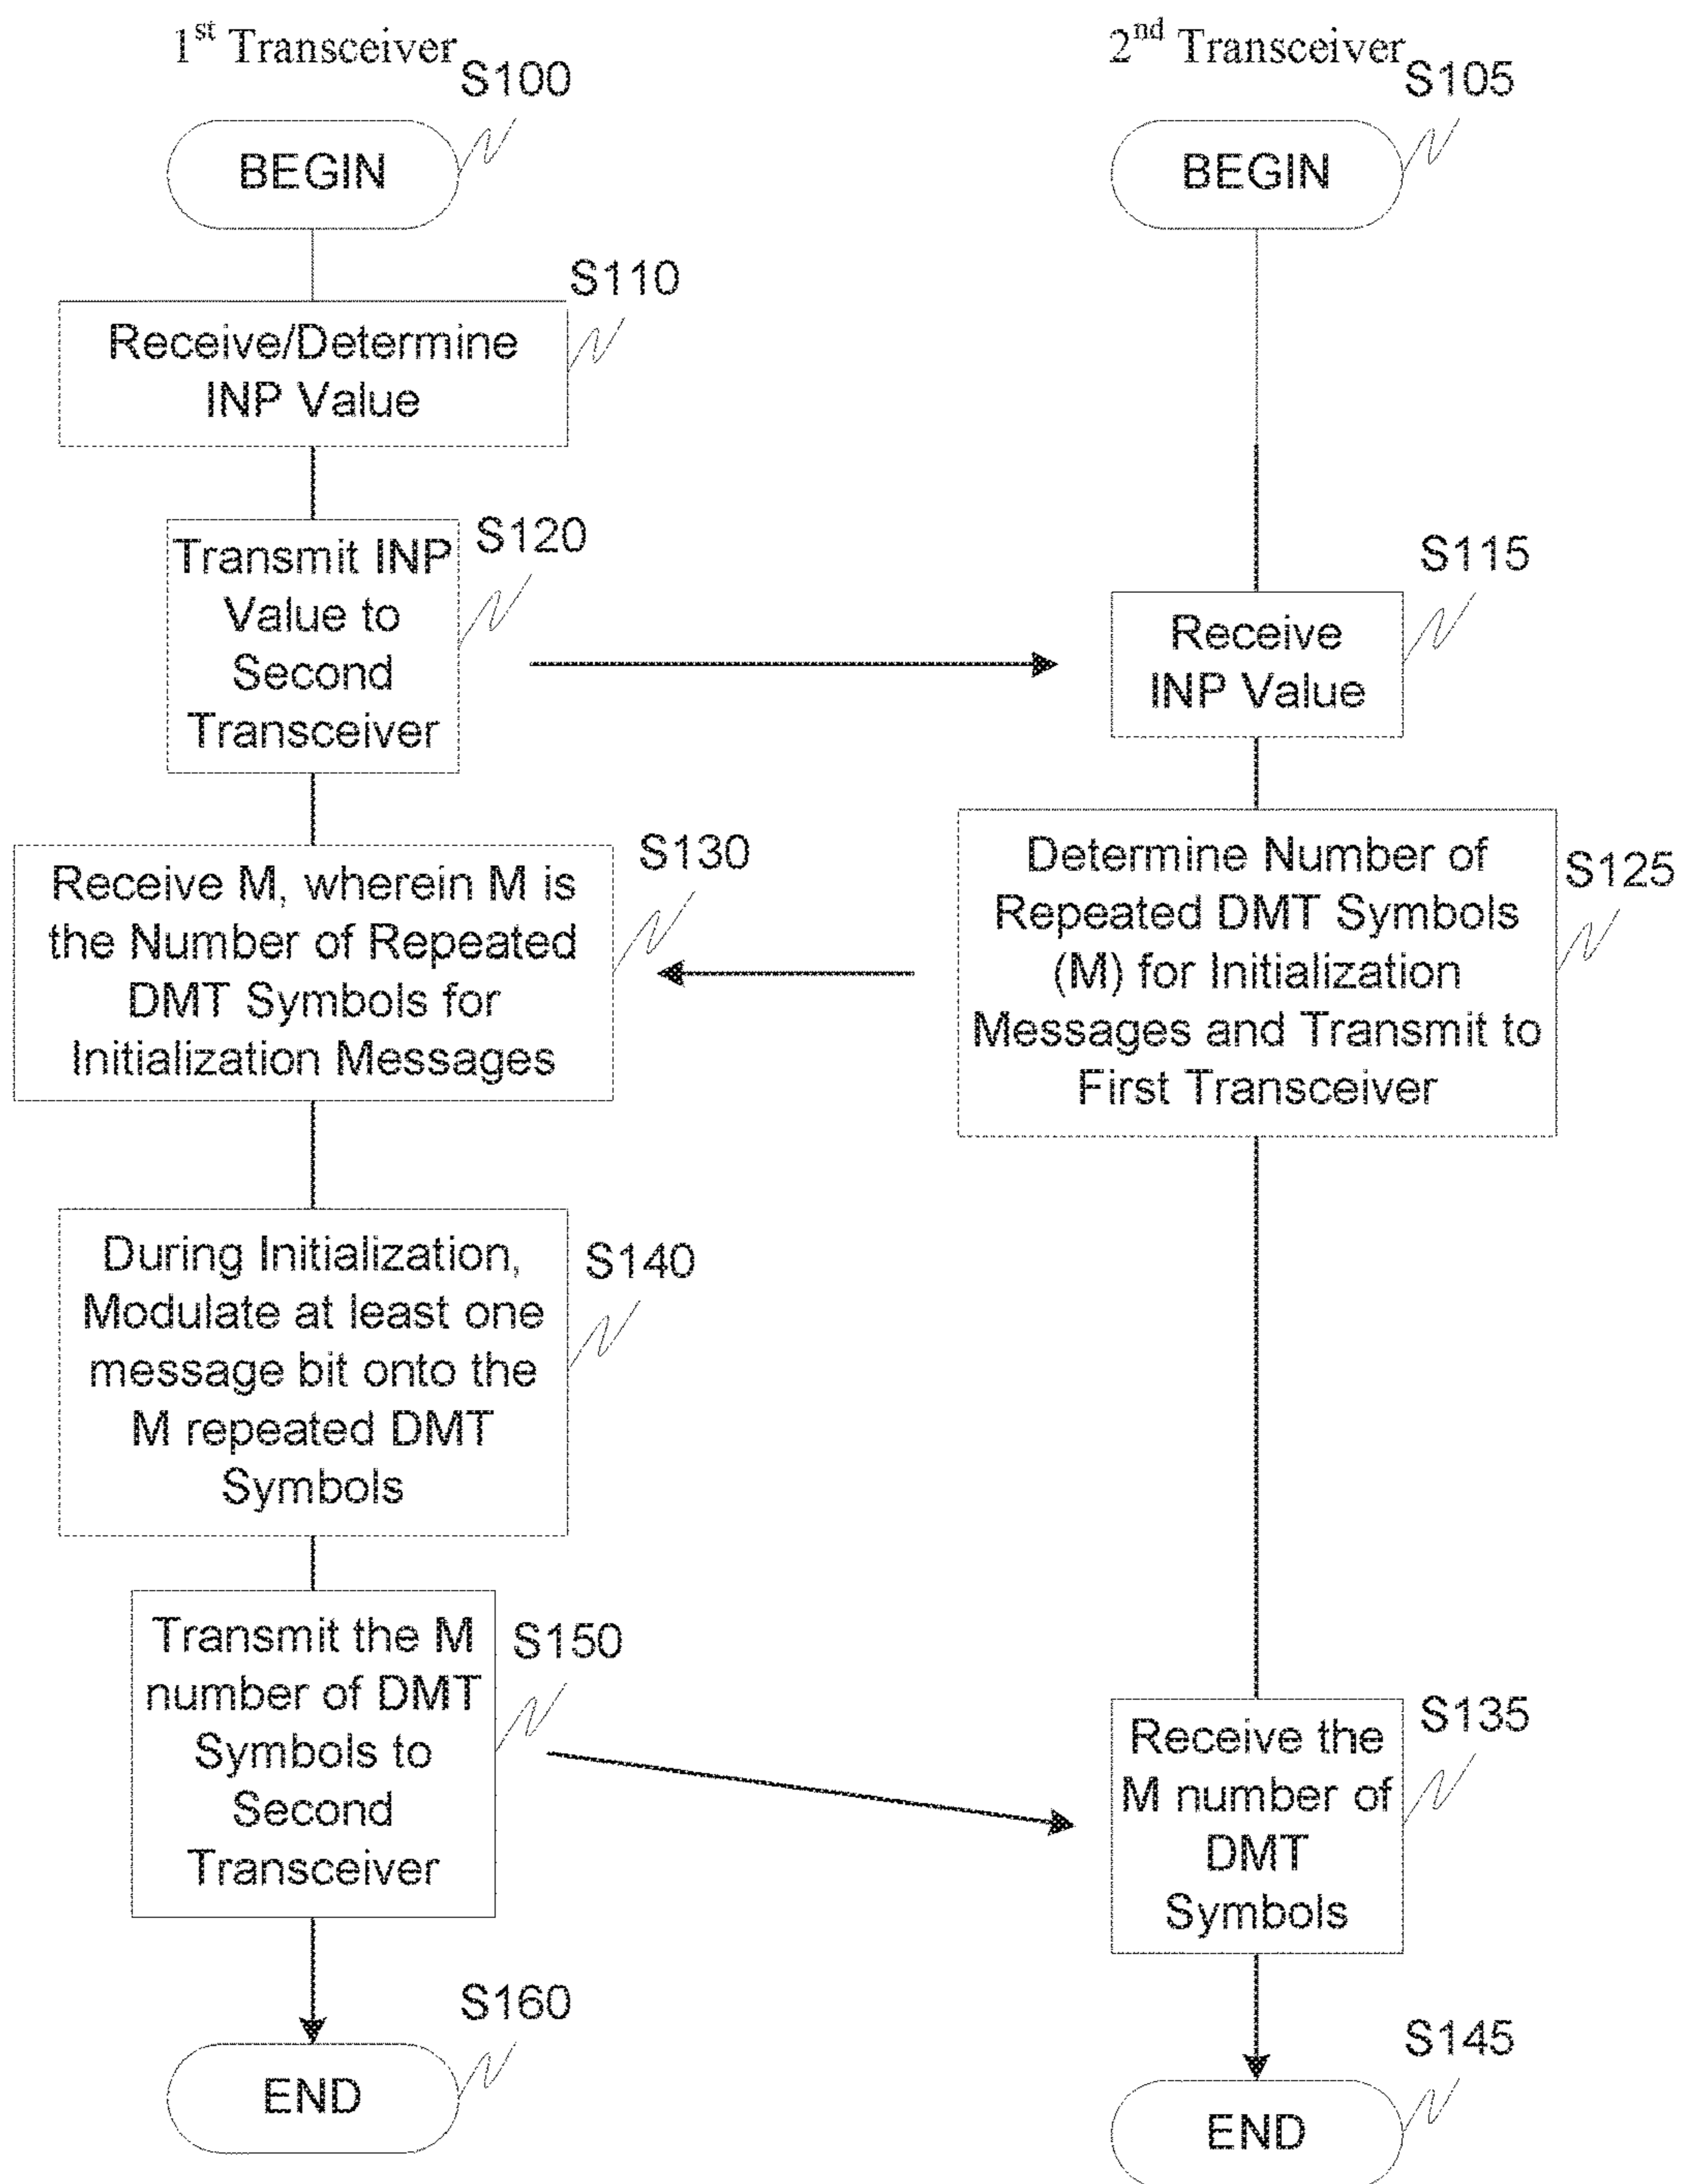 1st Transceiver
S100
BEGIN
S110
Receive/Determine
INP Value
S120
Transmit INP
Value to
Second
Transceiver
S130
Receive M, wherein M is
the Number of Repeated
DMT Symbols for
Initialization Messages
S140
During Initialization,
Modulate at least one
message bit onto the
M repeated DMT
Symbols
S150
Transmit the M
number of DMT
Symbols to
Second
Transceiver
S160
END
2nd Transceiver
S105
BEGIN
S115
Receive
INP Value
S125
Determine Number of
Repeated DMT Symbols
(M) for Initialization
Messages and Transmit to
First Transceiver
S135
Receive the
M number of
DMT
Symbols
S145
END